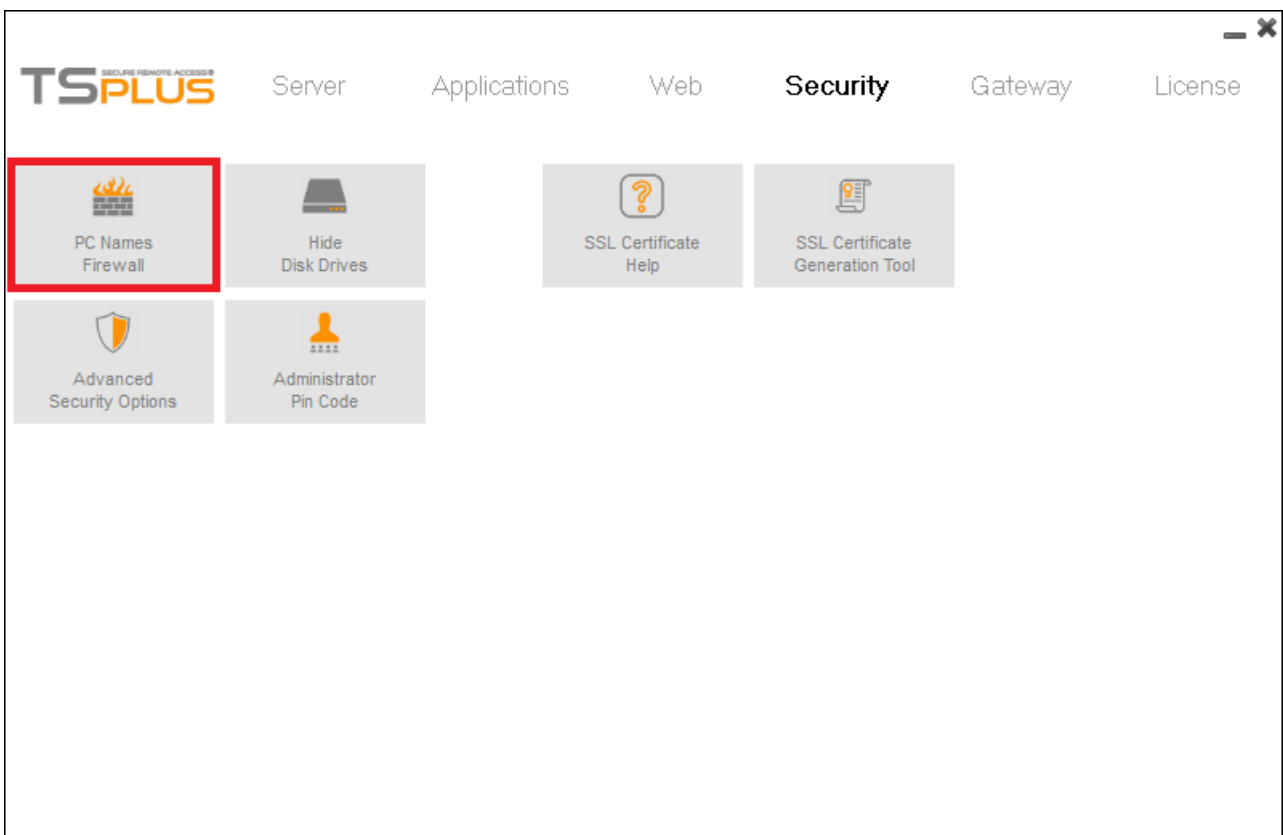 TSPLUS
SECURE REMOTE ACCESS®
Server
Applications
Web
Security
Gateway
License
PC Names
Firewall
Hide
Disk Drives
SSL Certificate
Help
SSL Certificate
Generation Tool
Advanced
Security Options
Administrator
Pin Code